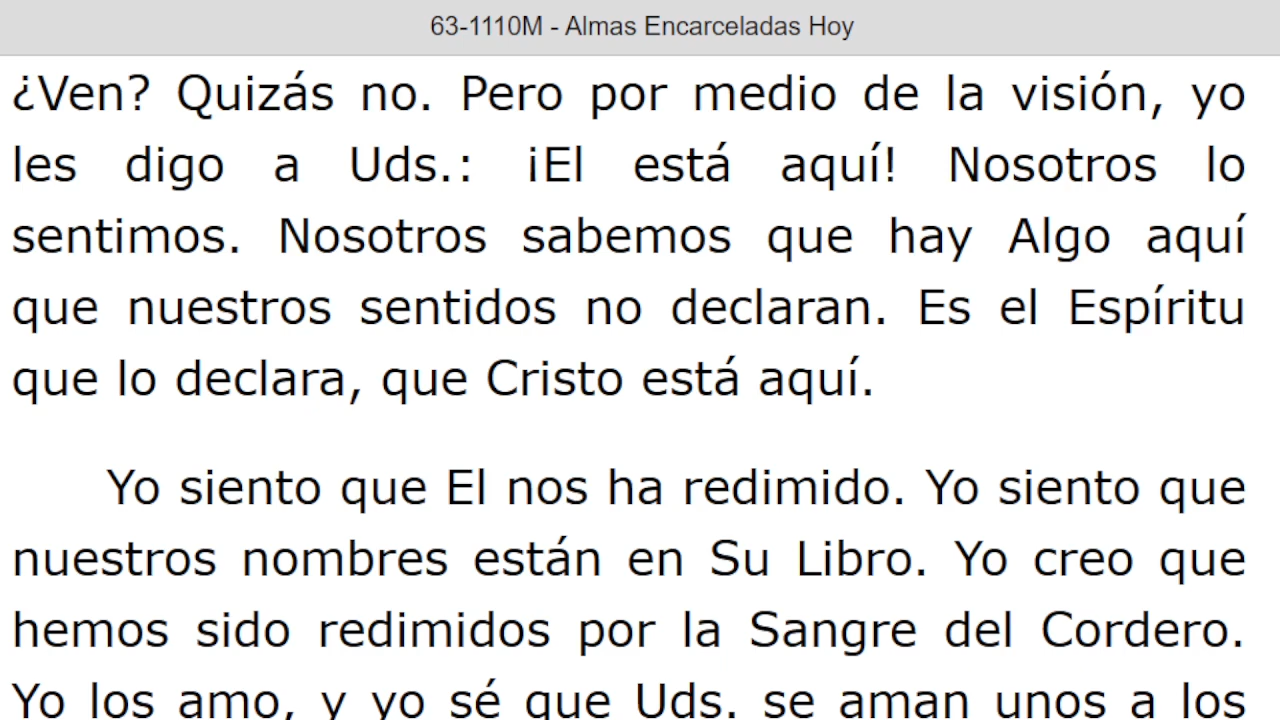 63-1110M - Almas Encarceladas Hoy
¿Ven? Quizás no. Pero por medio de la visión, yo
les digo a Uds.: ¡El está aquí! Nosotros lo
sentimos. Nosotros sabemos que hay Algo aquí
que nuestros sentidos no declaran. Es el Espíritu
que lo declara, que Cristo está aquí.
Yo siento que El nos ha redimido. Yo siento que
nuestros nombres están en Su Libro. Yo creo que
hemos sido redimidos por la Sangre del Cordero.
Yo los amo, y yo sé que Uds. se aman unos a los